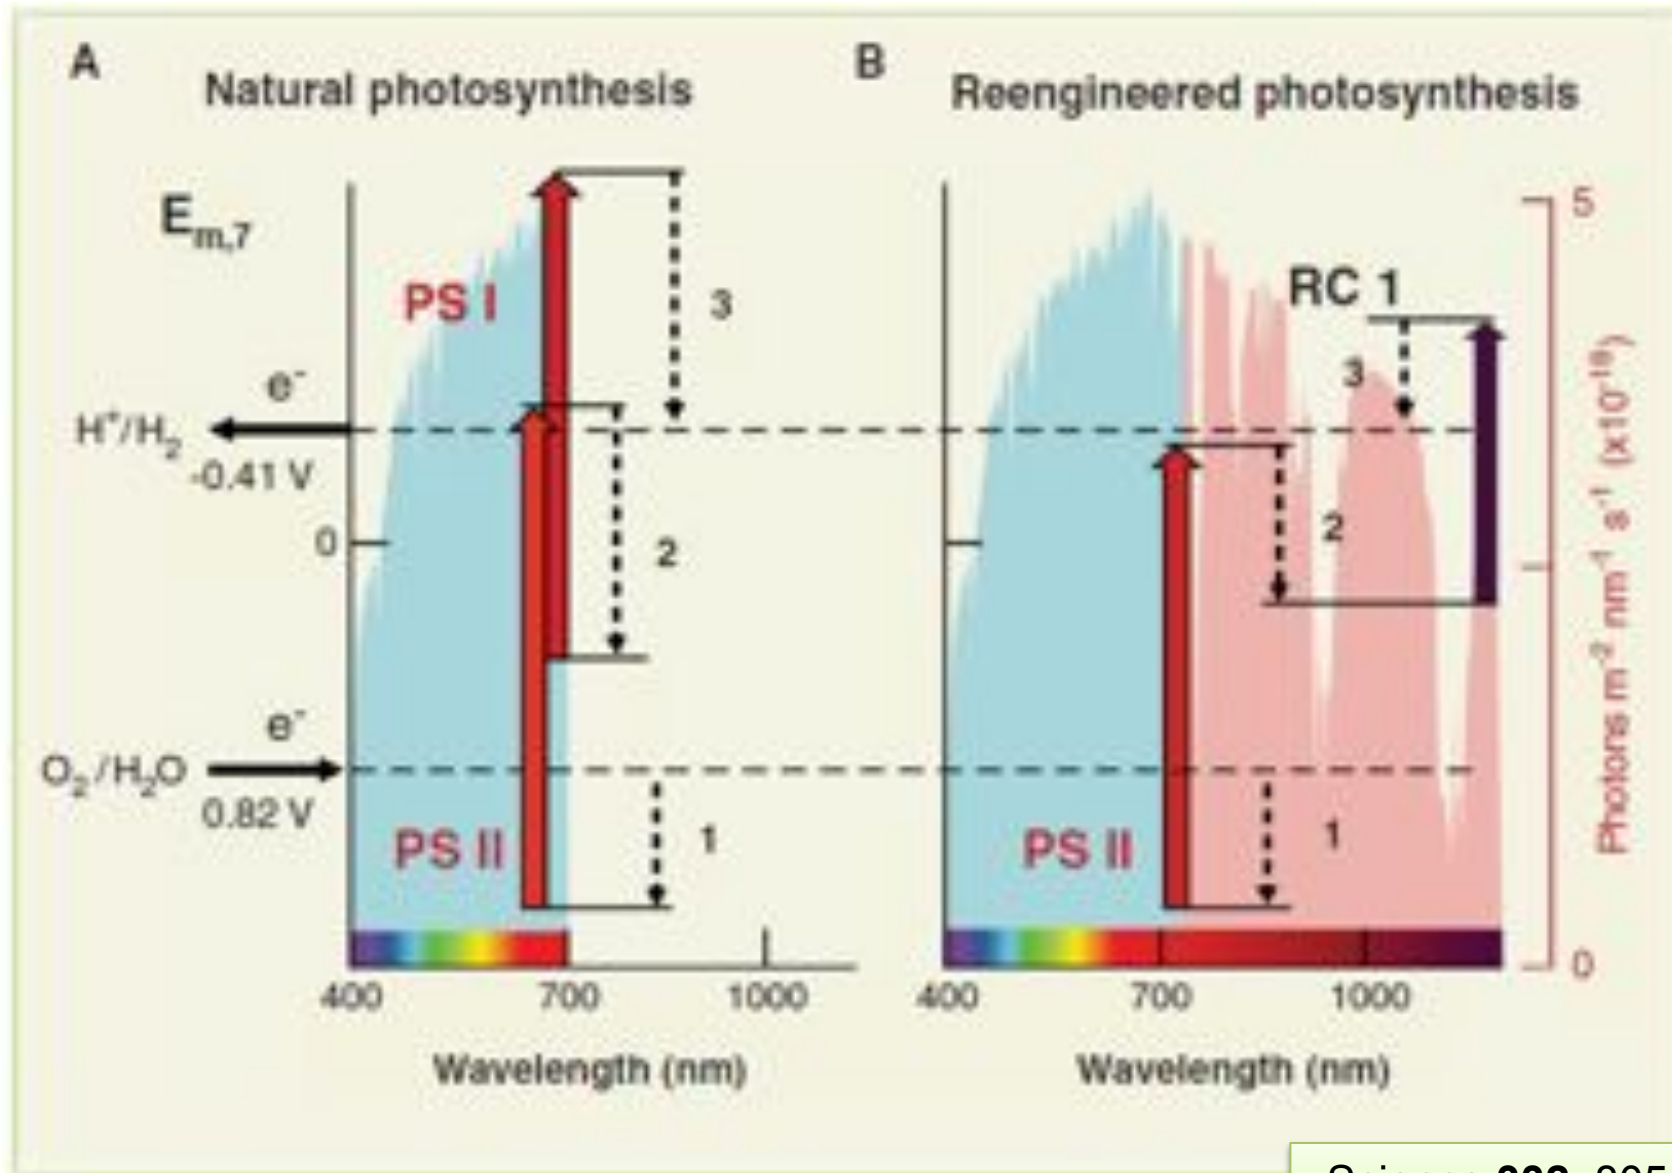 A
Natural photosynthesis
E m,7
PS I
3
e-
H+/H2
-0.41 V
0
2
e-
O2/H2O
0.82 V
PS II
1
400 700 1000
Wavelength (nm)
B
Reengineered photosynthesis
RC 1
3
2
PS II
1
400 700 1000
Wavelength (nm)
5
0
Photons m-2 nm-1 s-1 (x10-18)
Science